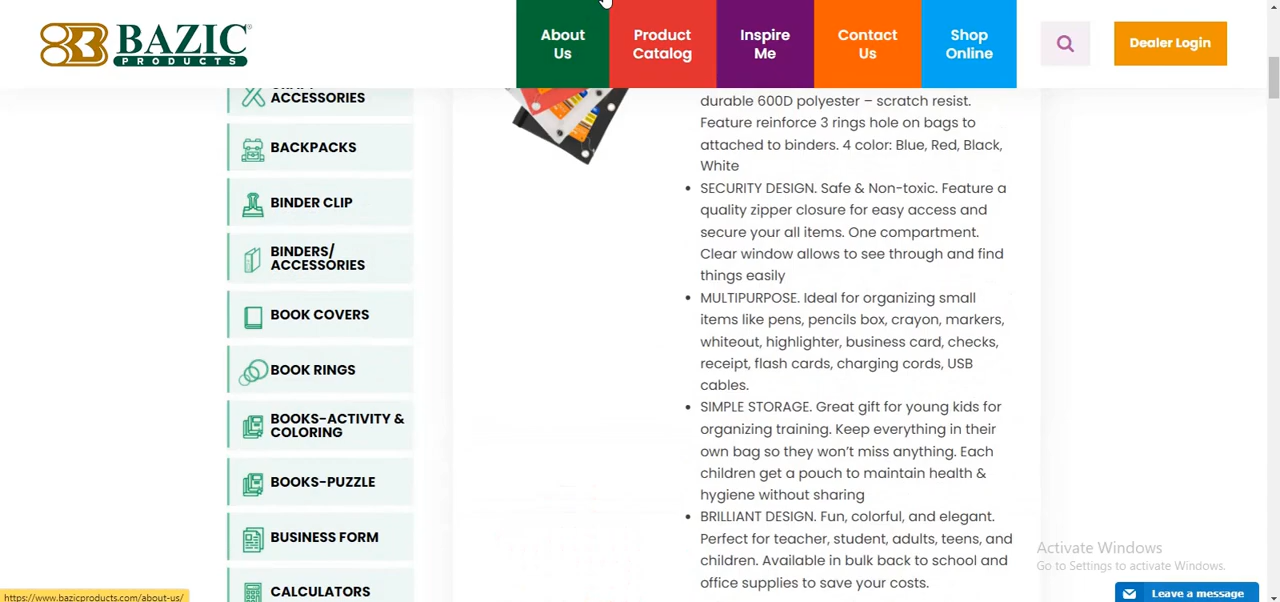 BAZIC
PRODUCTS
About
Us
Product
Catalog
Inspire
Me
Contact
Us
Shop
Online
Dealer Login
ACCESSORIES
BACKPACKS
BINDER CLIP
BINDERS/
ACCESSORIES
BOOK COVERS
BOOK RINGS
BOOKS-ACTIVITY &
COLORING
BOOKS-PUZZLE
BUSINESS FORM
CALCULATORS
durable 600D polyester – scratch resist.
Feature reinforce 3 rings hole on bags to
attached to binders. 4 color: Blue, Red, Black,
White
• SECURITY DESIGN. Safe & Non-toxic. Feature a
quality zipper closure for easy access and
secure your all items. One compartment.
Clear window allows to see through and find
things easily
• MULTIPURPOSE. Ideal for organizing small
items like pens, pencils box, crayon, markers,
whiteout, highlighter, business card, checks,
receipt, flash cards, charging cords, USB
cables.
• SIMPLE STORAGE. Great gift for young kids for
organizing training. Keep everything in their
own bag so they won't miss anything. Each
children get a pouch to maintain health &
hygiene without sharing
• BRILLIANT DESIGN. Fun, colorful, and elegant.
Perfect for teacher, student, adults, teens, and
children. Available in bulk back to school and
office supplies to save your costs.
Activate Windows
Go to Settings to activate Windows.
Leave a message
https://www.bazicproducts.com/about-us/